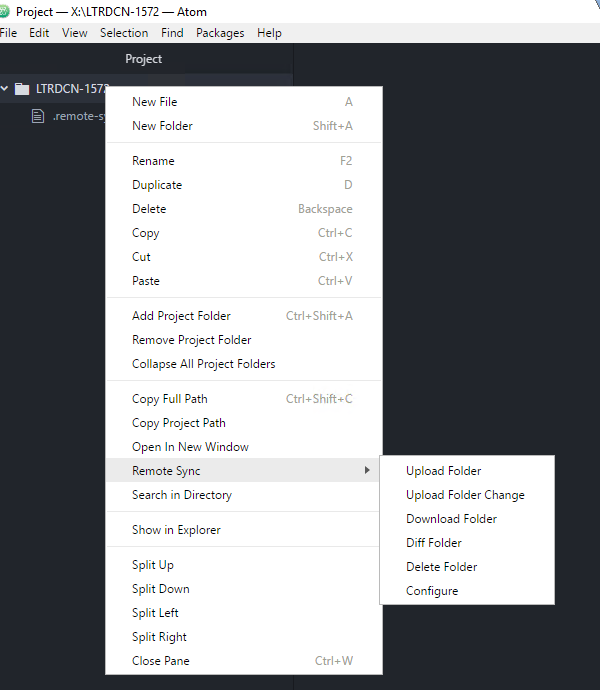 Project — X:\LTRDCN-1572 — Atom
File Edit View Selection Find Packages Help
Project
LTRDCN-1572
.remote-sy
New File A
New Folder Shift+A
Rename F2
Duplicate D
Delete Backspace
Copy Ctrl+C
Cut Ctrl+X
Paste Ctrl+V
Add Project Folder Ctrl+Shift+A
Remove Project Folder
Collapse All Project Folders
Copy Full Path Ctrl+Shift+C
Copy Project Path
Open In New Window
Remote Sync
Search in Directory
Show in Explorer
Split Up
Split Down
Split Left
Split Right
Close Pane Ctrl+W
Upload Folder
Upload Folder Change
Download Folder
Diff Folder
Delete Folder
Configure